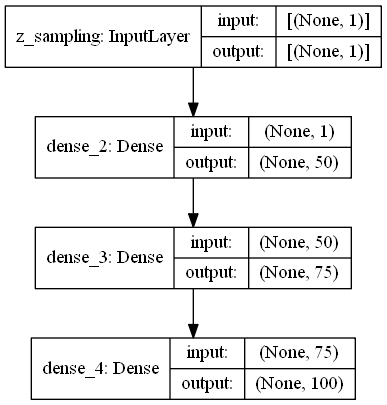 z_sampling: InputLayer
input: [(None, 1)]
output: [(None, 1)]
dense_2: Dense
input: (None, 1)
output: (None, 50)
dense_3: Dense
input: (None, 50)
output: (None, 75)
dense_4: Dense
input: (None, 75)
output: (None, 100)